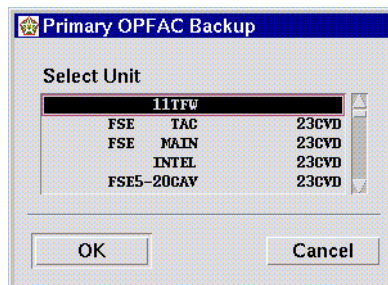 Primary OPFAC Backup
Select Unit
11TFW
FSE TAC 23CVD
FSE MAIN 23CVD
INTEL 23CVD
FSE5-20CAV 23CVD
OK Cancel